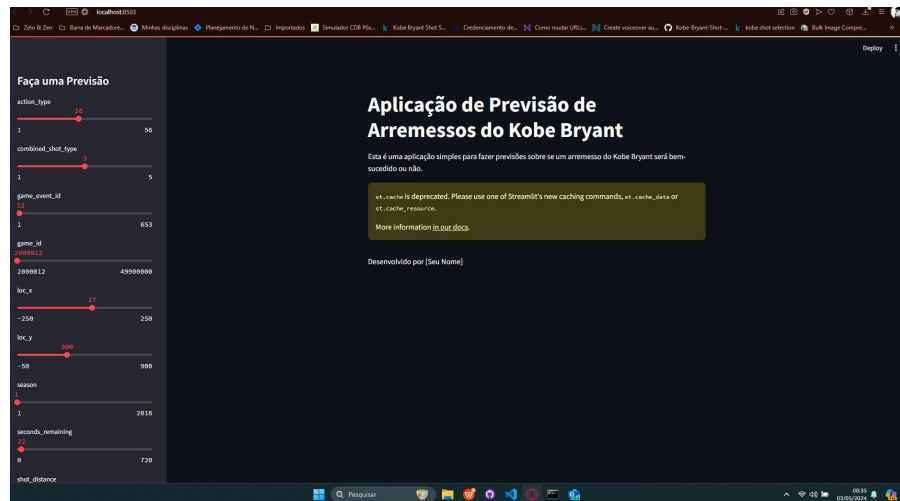 VPN localhost:8503
Zelo & Zen Barra de Marcadore... Minhas disciplinas Planejamento de N... Importados Simulador CDB Pós... Kobe Bryant Shot S... Credenciamento de... Como mudar URLs... Create voiceover au... Kobe-Bryant-Shot-... kobe shot selection Bulk Image Compre...
Deploy
Faça uma Previsão
action_type
26
1 56
combined_shot_type
3
1 5
game_event_id
12
1 653
game_id
2000012
2000012 49900000
loc_x
27
-250 250
loc_y
300
-50 900
season
1
1 2016
seconds_remaining
22
0 720
shot_distance
Aplicação de Previsão de
Arremessos do Kobe Bryant
Esta é uma aplicação simples para fazer previsões sobre se um arremesso do Kobe Bryant será bem-
sucedido ou não.
st.cache is deprecated. Please use one of Streamlit's new caching commands, st.cache_data or
st.cache_resource.
More information in our docs.
Desenvolvido por [Seu Nome]
Pesquisar
00:35
03/05/2024